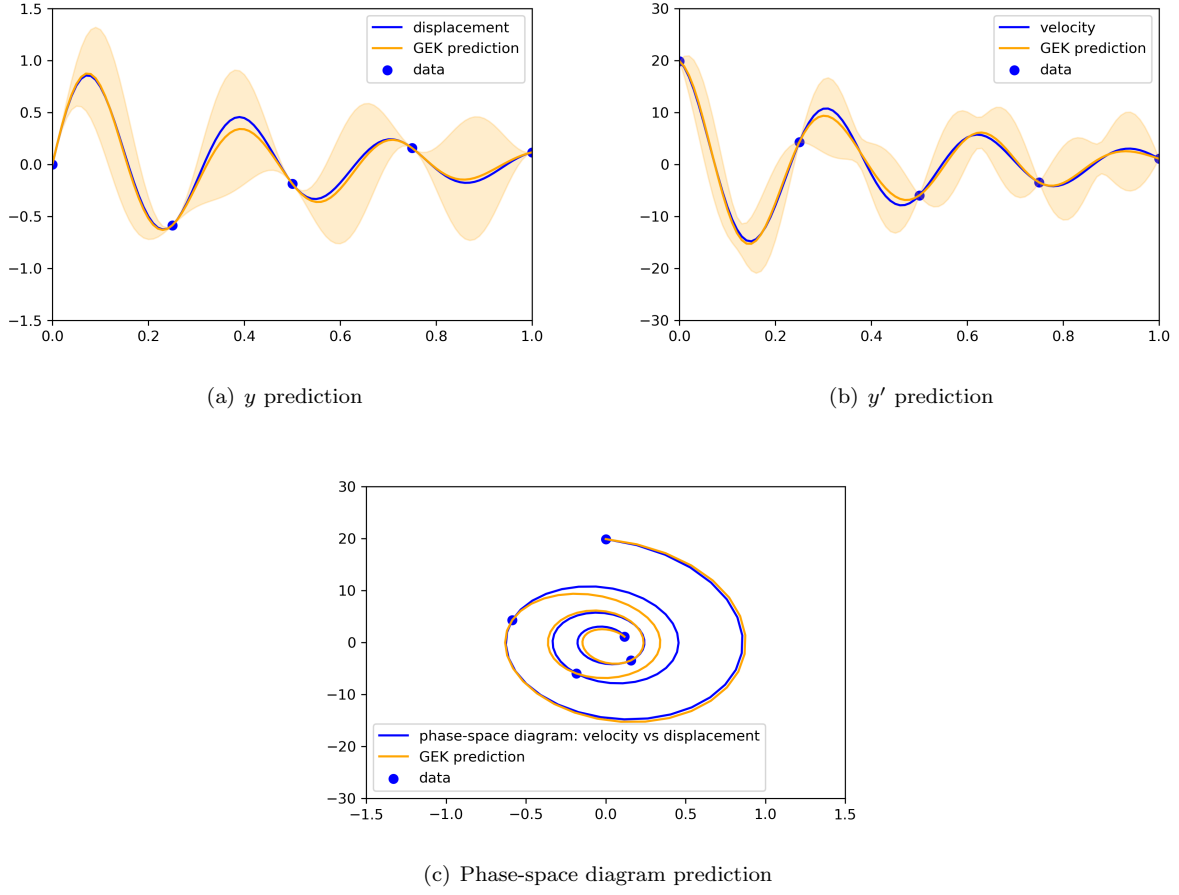 1.5
1.0
0.5
0.0
−0.5
−1.0
−1.5
0.0 0.2 0.4 0.6 0.8 1.0
displacement
GEK prediction
data
(a) y prediction
30
20
10
0
−10
−20
−30
0.0 0.2 0.4 0.6 0.8 1.0
velocity
GEK prediction
data
(b) y′ prediction
30
20
10
0
−10
−20
−30
−1.5 −1.0 −0.5 0.0 0.5 1.0 1.5
phase-space diagram: velocity vs displacement
GEK prediction
data
(c) Phase-space diagram prediction